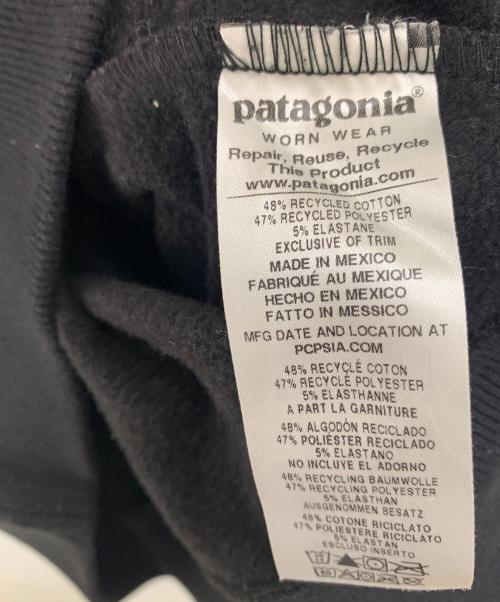 patagonia®
WORN WEAR
Repair, Reuse, Recycle
This Product
www.patagonia.com
48% RECYCLED COTTON
47% RECYCLED POLYESTER
5% ELASTANE
EXCLUSIVE OF TRIM
MADE IN MEXICO
FABRIQUÉ AU MEXIQUE
HECHO EN MEXICO
FATTO IN MESSICO
MFG DATE AND LOCATION AT
PCPSIA.COM
48% RECYCLÉ COTON
47% RECYCLÉ POLYESTER
5% ELASTHANNE
A PART LA GARNITURE
48% ALGODÓN RECICLADO
47% POLIÉSTER RECICLADO
5% ELASTANO
NO INCLUYE EL ADORNO
48% RECYCLING BAUMWOLLE
47% RECYCLING POLYESTER
5% ELASTHAN
AUSGENOMMEN BESATZ
48% COTONE RICICLATO
47% POLIESTERE RICICLATO
5% ELASTAN
ESCLUSO INSERTO